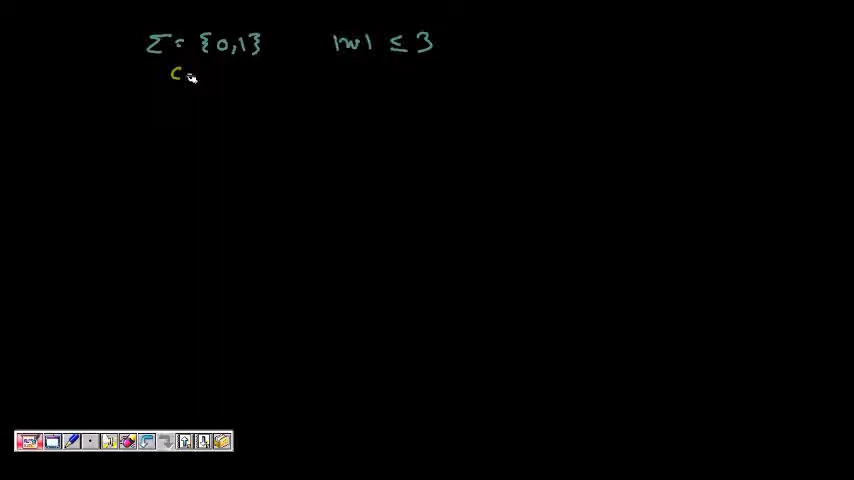 Σ = {0,1} |w| ≤ 3